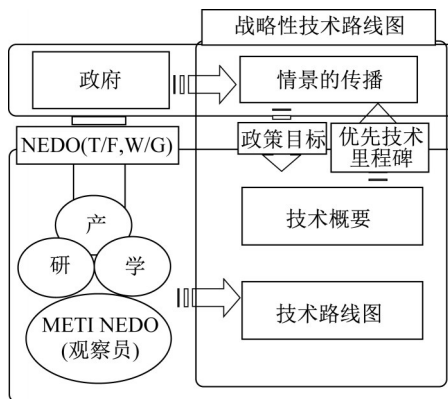 战略性技术路线图
政府
情景的传播
NEDO(T/F,W/G)
政策目标
优先技术
里程碑
产
研
学
技术概要
METI NEDO
(观察员)
技术路线图